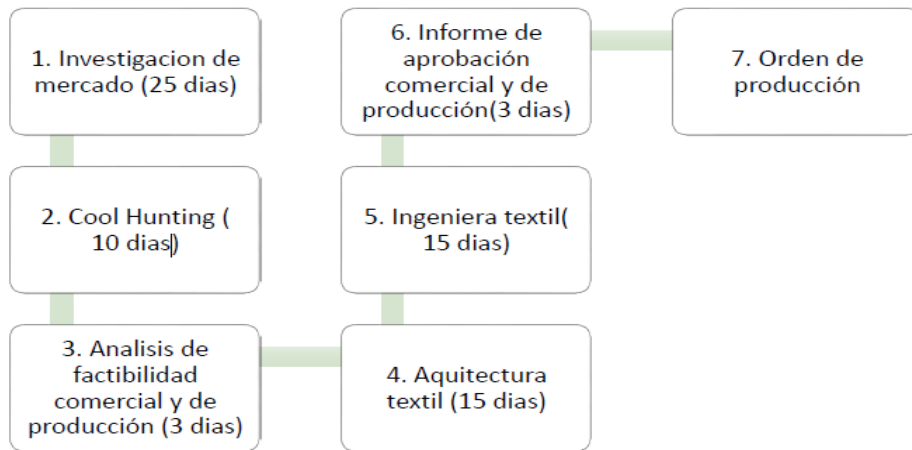 1. Investigacion de
mercado (25 dias)
2. Cool Hunting (
10 dias)
3. Analisis de
factibilidad
comercial y de
producción (3 dias)
4. Aquitectura
textil (15 dias)
5. Ingeniera textil(
15 dias)
6. Informe de
aprobación
comercial y de
producción(3 dias)
7. Orden de
producción